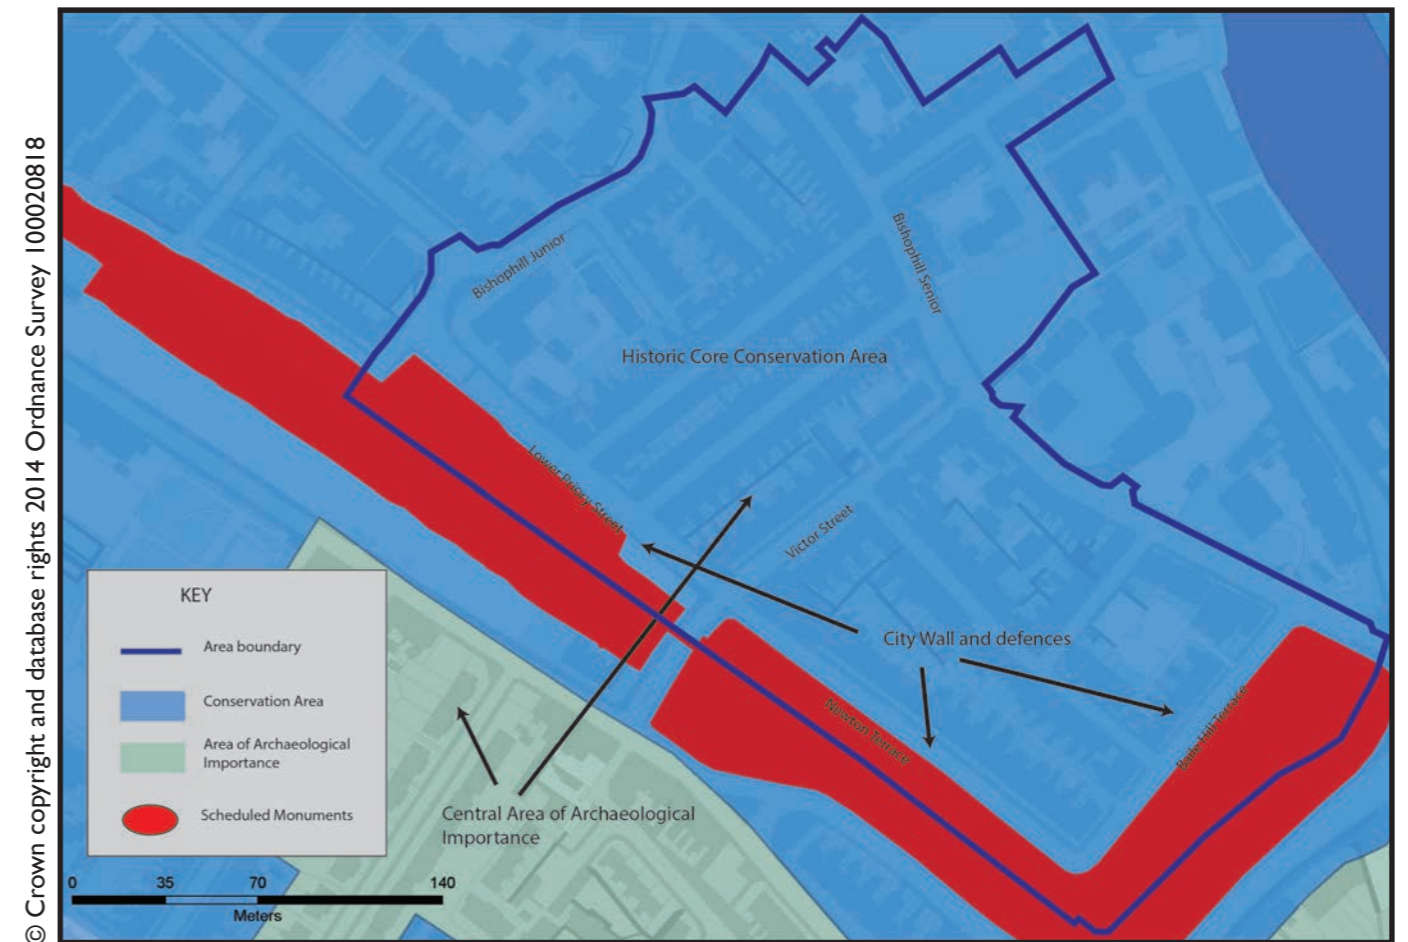 © Crown copyright and database rights 2014 Ordnance Survey 100020818
Bishophill Junior
Bishophill Senior
Historic Core Conservation Area
Lower Priory Street
Victor Street
City Wall and defences
Newton Terrace
Baile Hill Terrace
Central Area of Archaeological
Importance
KEY
Area boundary
Conservation Area
Area of Archaeological
Importance
Scheduled Monuments
0 35 70 140
Meters